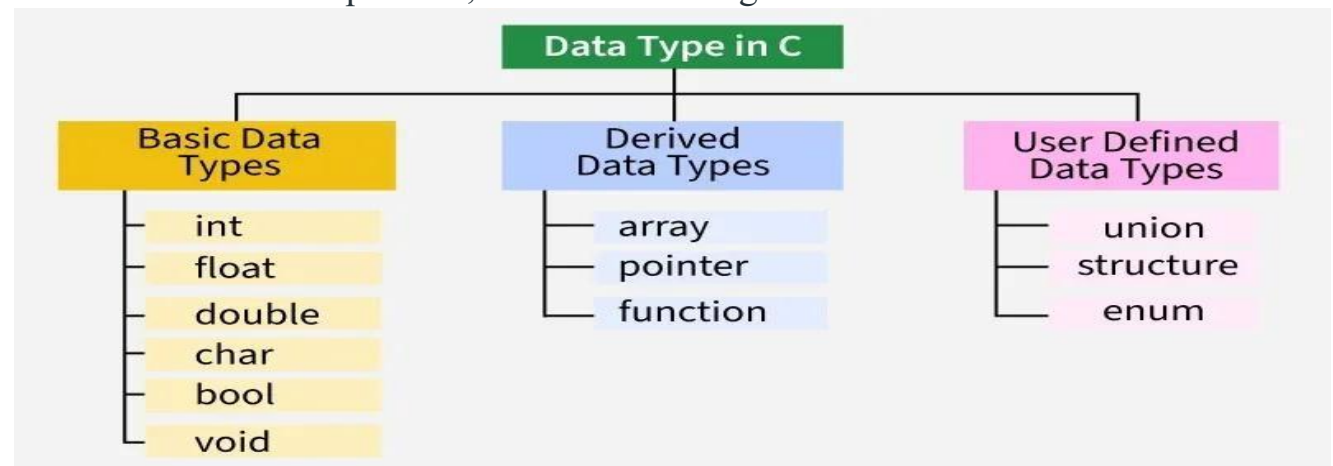 Data Type in C
Basic Data
Types
int
float
double
char
bool
void
Derived
Data Types
array
pointer
function
User Defined
Data Types
union
structure
enum